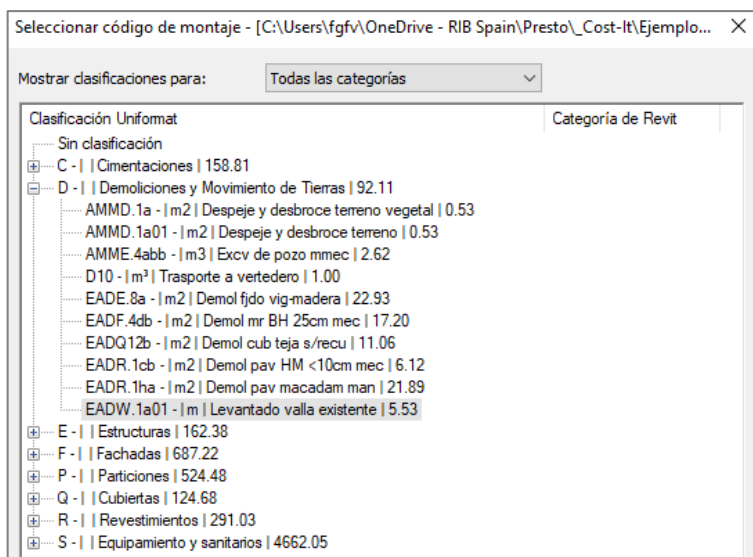 Seleccionar código de montaje - [C:\Users\fgfv\OneDrive - RIB Spain\Presto\_Cost-It\Ejemplo...
Mostrar clasificaciones para: Todas las categorías
Clasificación Uniformat Categoría de Revit
Sin clasificación
C - | | Cimentaciones | 158.81
D - | | Demoliciones y Movimiento de Tierras | 92.11
AMMD.1a - | m2 | Despeje y desbroce terreno vegetal | 0.53
AMMD.1a01 - | m2 | Despeje y desbroce terreno | 0.53
AMME.4abb - | m3 | Excv de pozo mmec | 2.62
D10 - | m³ | Trasporte a vertedero | 1.00
EADE.8a - | m2 | Demol fjdo vig-madera | 22.93
EADF.4db - | m2 | Demol mr BH 25cm mec | 17.20
EADQ12b - | m2 | Demol cub teja s/recu | 11.06
EADR.1cb - | m2 | Demol pav HM <10cm mec | 6.12
EADR.1ha - | m2 | Demol pav macadam man | 21.89
EADW.1a01 - | m | Levantado valla existente | 5.53
E - | | Estructuras | 162.38
F - | | Fachadas | 687.22
P - | | Particiones | 524.48
Q - | | Cubiertas | 124.68
R - | | Revestimientos | 291.03
S - | | Equipamiento y sanitarios | 4662.05